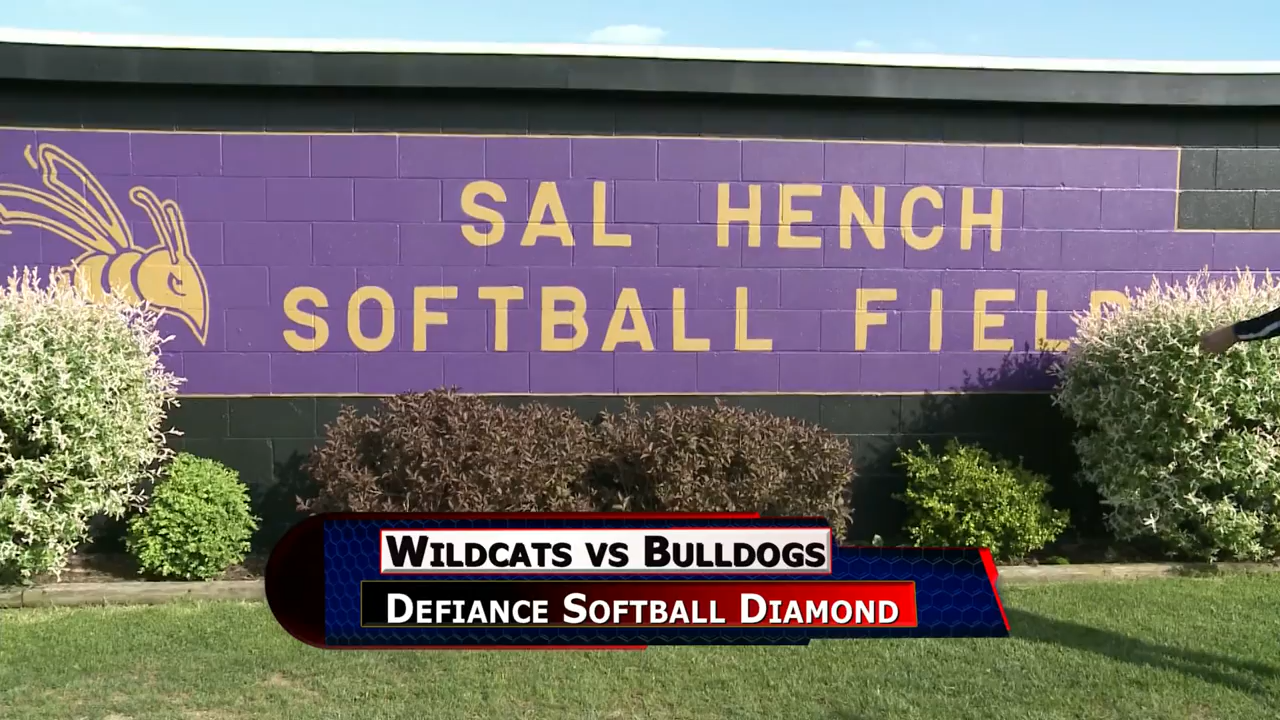 SAL HENCH
SOFTBALL FIELD
WILDCATS VS BULLDOGS
DEFIANCE SOFTBALL DIAMOND